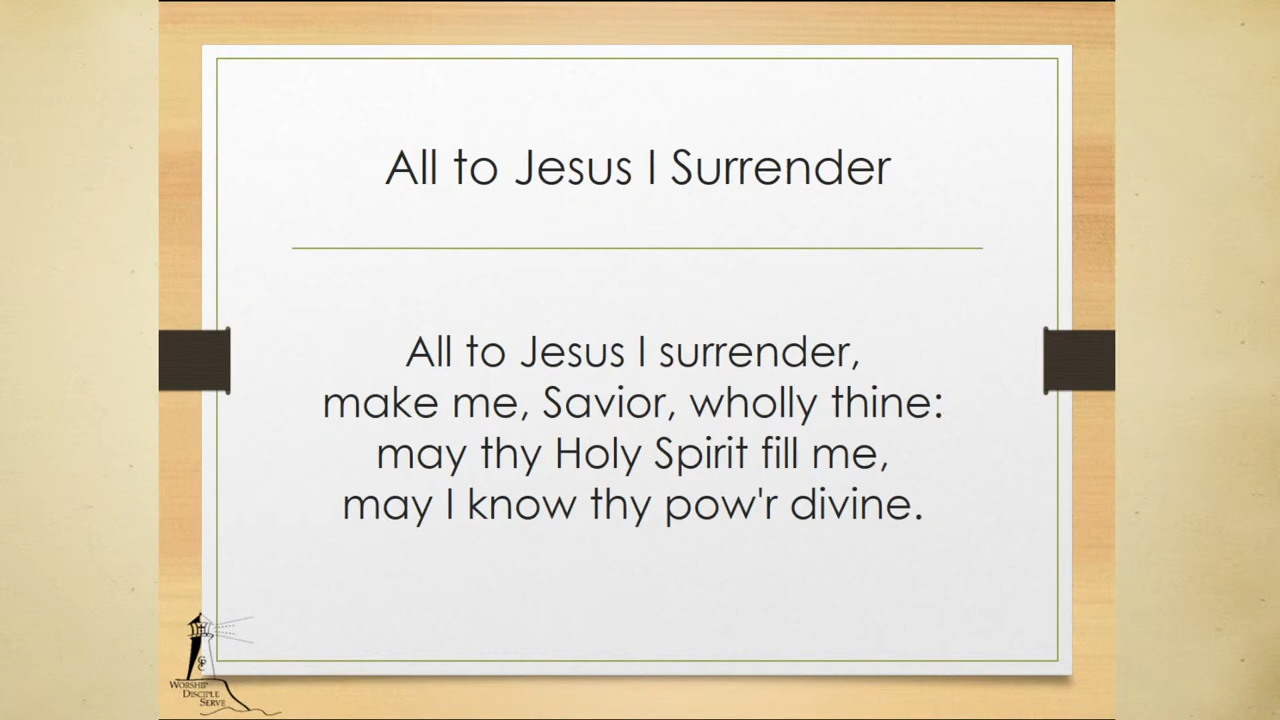 All to Jesus I Surrender
All to Jesus I surrender,
make me, Savior, wholly thine:
may thy Holy Spirit fill me,
may I know thy pow'r divine.
Worship
Disciple
Serve